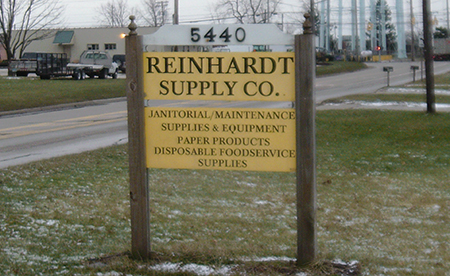 5440
REINHARDT
SUPPLY CO.
JANITORIAL/MAINTENANCE
SUPPLIES & EQUIPMENT
PAPER PRODUCTS
DISPOSABLE FOODSERVICE
SUPPLIES